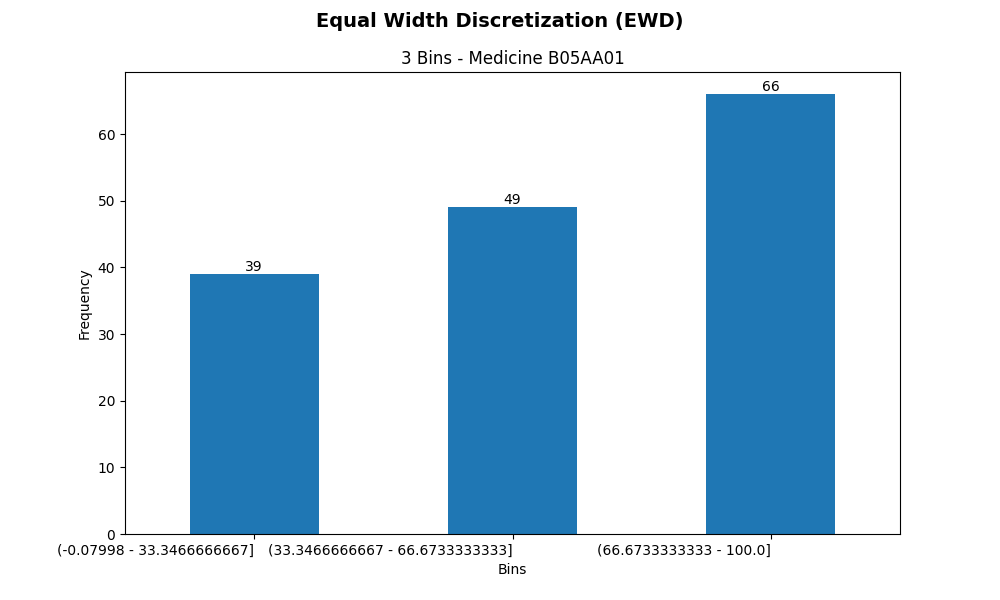 Equal Width Discretization (EWD)
3 Bins - Medicine B05AA01
66
60
49
50
39
40
Frequency
30
20
10
0
(-0.07998 - 33.3466666667] (33.3466666667 - 66.6733333333] (66.6733333333 - 100.0]
Bins